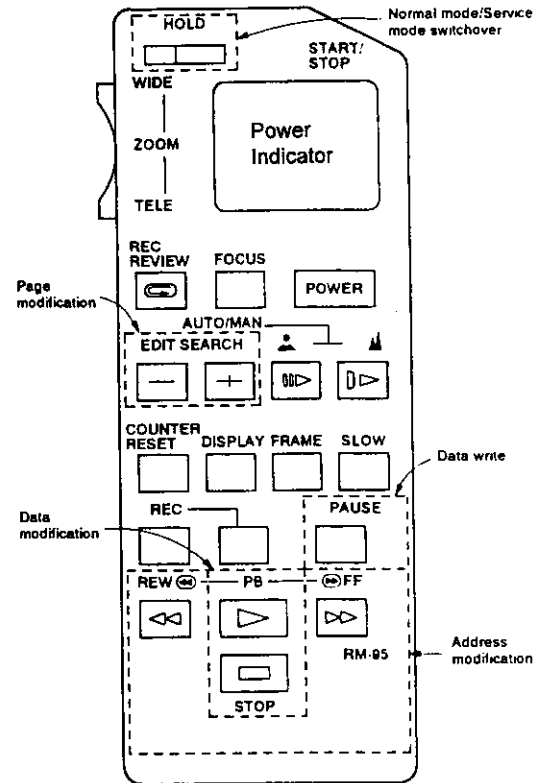 HOLD
Normal mode/Service
mode switchover
START/
STOP
WIDE
ZOOM
TELE
Power
Indicator
REC
REVIEW
FOCUS
POWER
Page
modification
AUTO/MAN
EDIT SEARCH
COUNTER
RESET
DISPLAY
FRAME
SLOW
Data write
Data
modification
REC
PAUSE
REW
PB
FF
RM-95
Address
modification
STOP